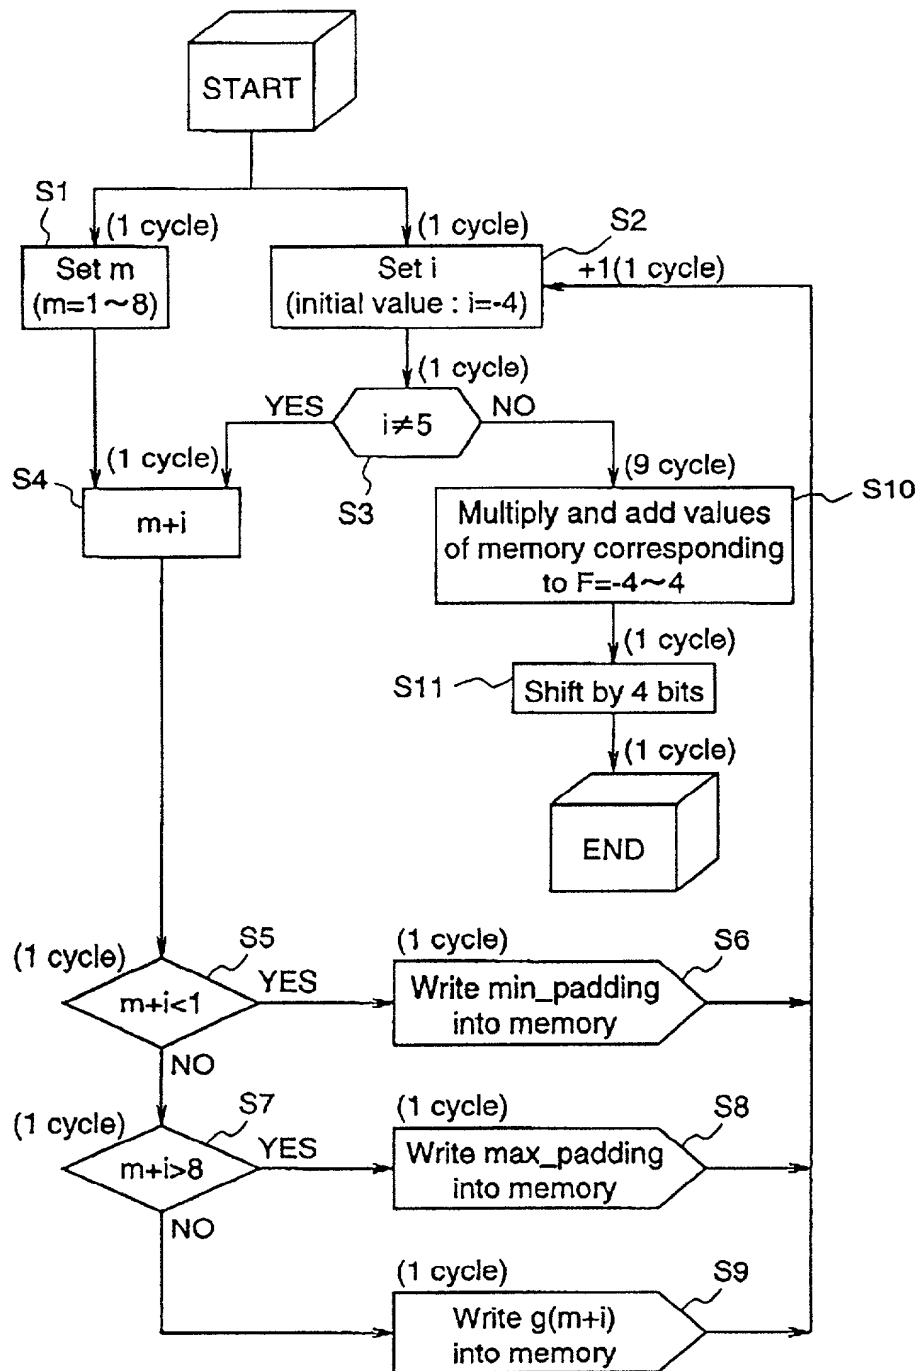 START
S1
(1 cycle)
Set m
(m=1~8)
(1 cycle)
S2
Set i
(initial value : i=-4)
+1(1 cycle)
(1 cycle)
YES
i≠5
NO
S3
(1 cycle)
S4
m+i
(9 cycle)
S10
Multiply and add values
of memory corresponding
to F=-4~4
(1 cycle)
S11
Shift by 4 bits
(1 cycle)
END
(1 cycle)
S5
m+i<1
YES
NO
(1 cycle)
S6
Write min_padding
into memory
(1 cycle)
S7
m+i>8
YES
NO
(1 cycle)
S8
Write max_padding
into memory
(1 cycle)
S9
Write g(m+i)
into memory